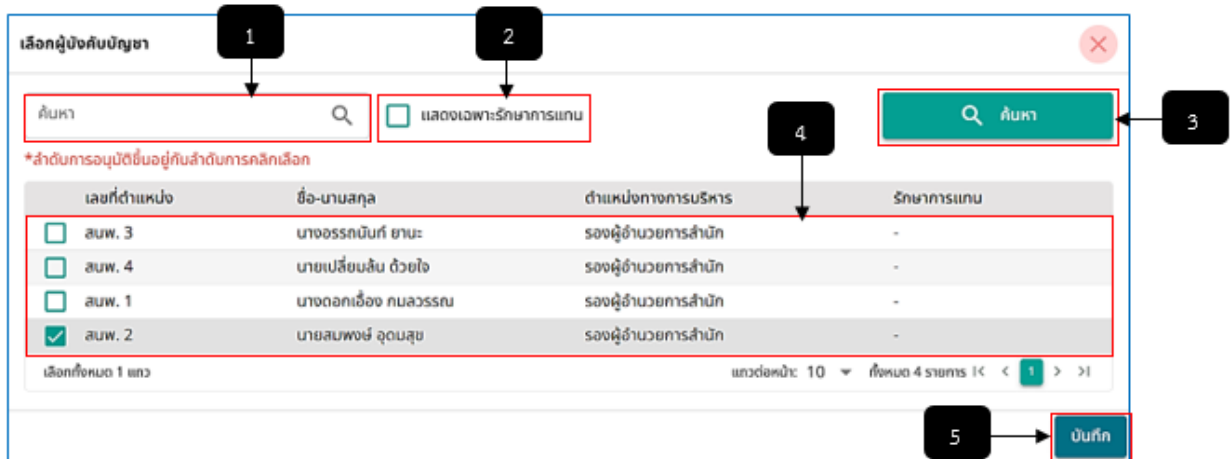 1
2
เลือกผู้บังคับบัญชา
ค้นหา
แสดงเฉพาะรักษาการแทน
ค้นหา
3
4
*ลำดับการอนุมัติขึ้นอยู่กับลำดับการคลิกเลือก
เลขที่ตำแหน่ง ชื่อ-นามสกุล ตำแหน่งทางการบริหาร รักษาการแทน
สนพ. 3 นางอรรถนันท์ ยานะ รองผู้อำนวยการสำนัก -
สนพ. 4 นายเปลี่ยมล้น ด้วยใจ รองผู้อำนวยการสำนัก -
สนพ. 1 นางดอกเอื้อง กมลวรรณ รองผู้อำนวยการสำนัก -
สนพ. 2 นายสมพงษ์ อุดมสุข รองผู้อำนวยการสำนัก -
เลือกทั้งหมด 1 แถว แถวต่อหน้า: 10 ทั้งหมด 4 รายการ 1
5
บันทึก